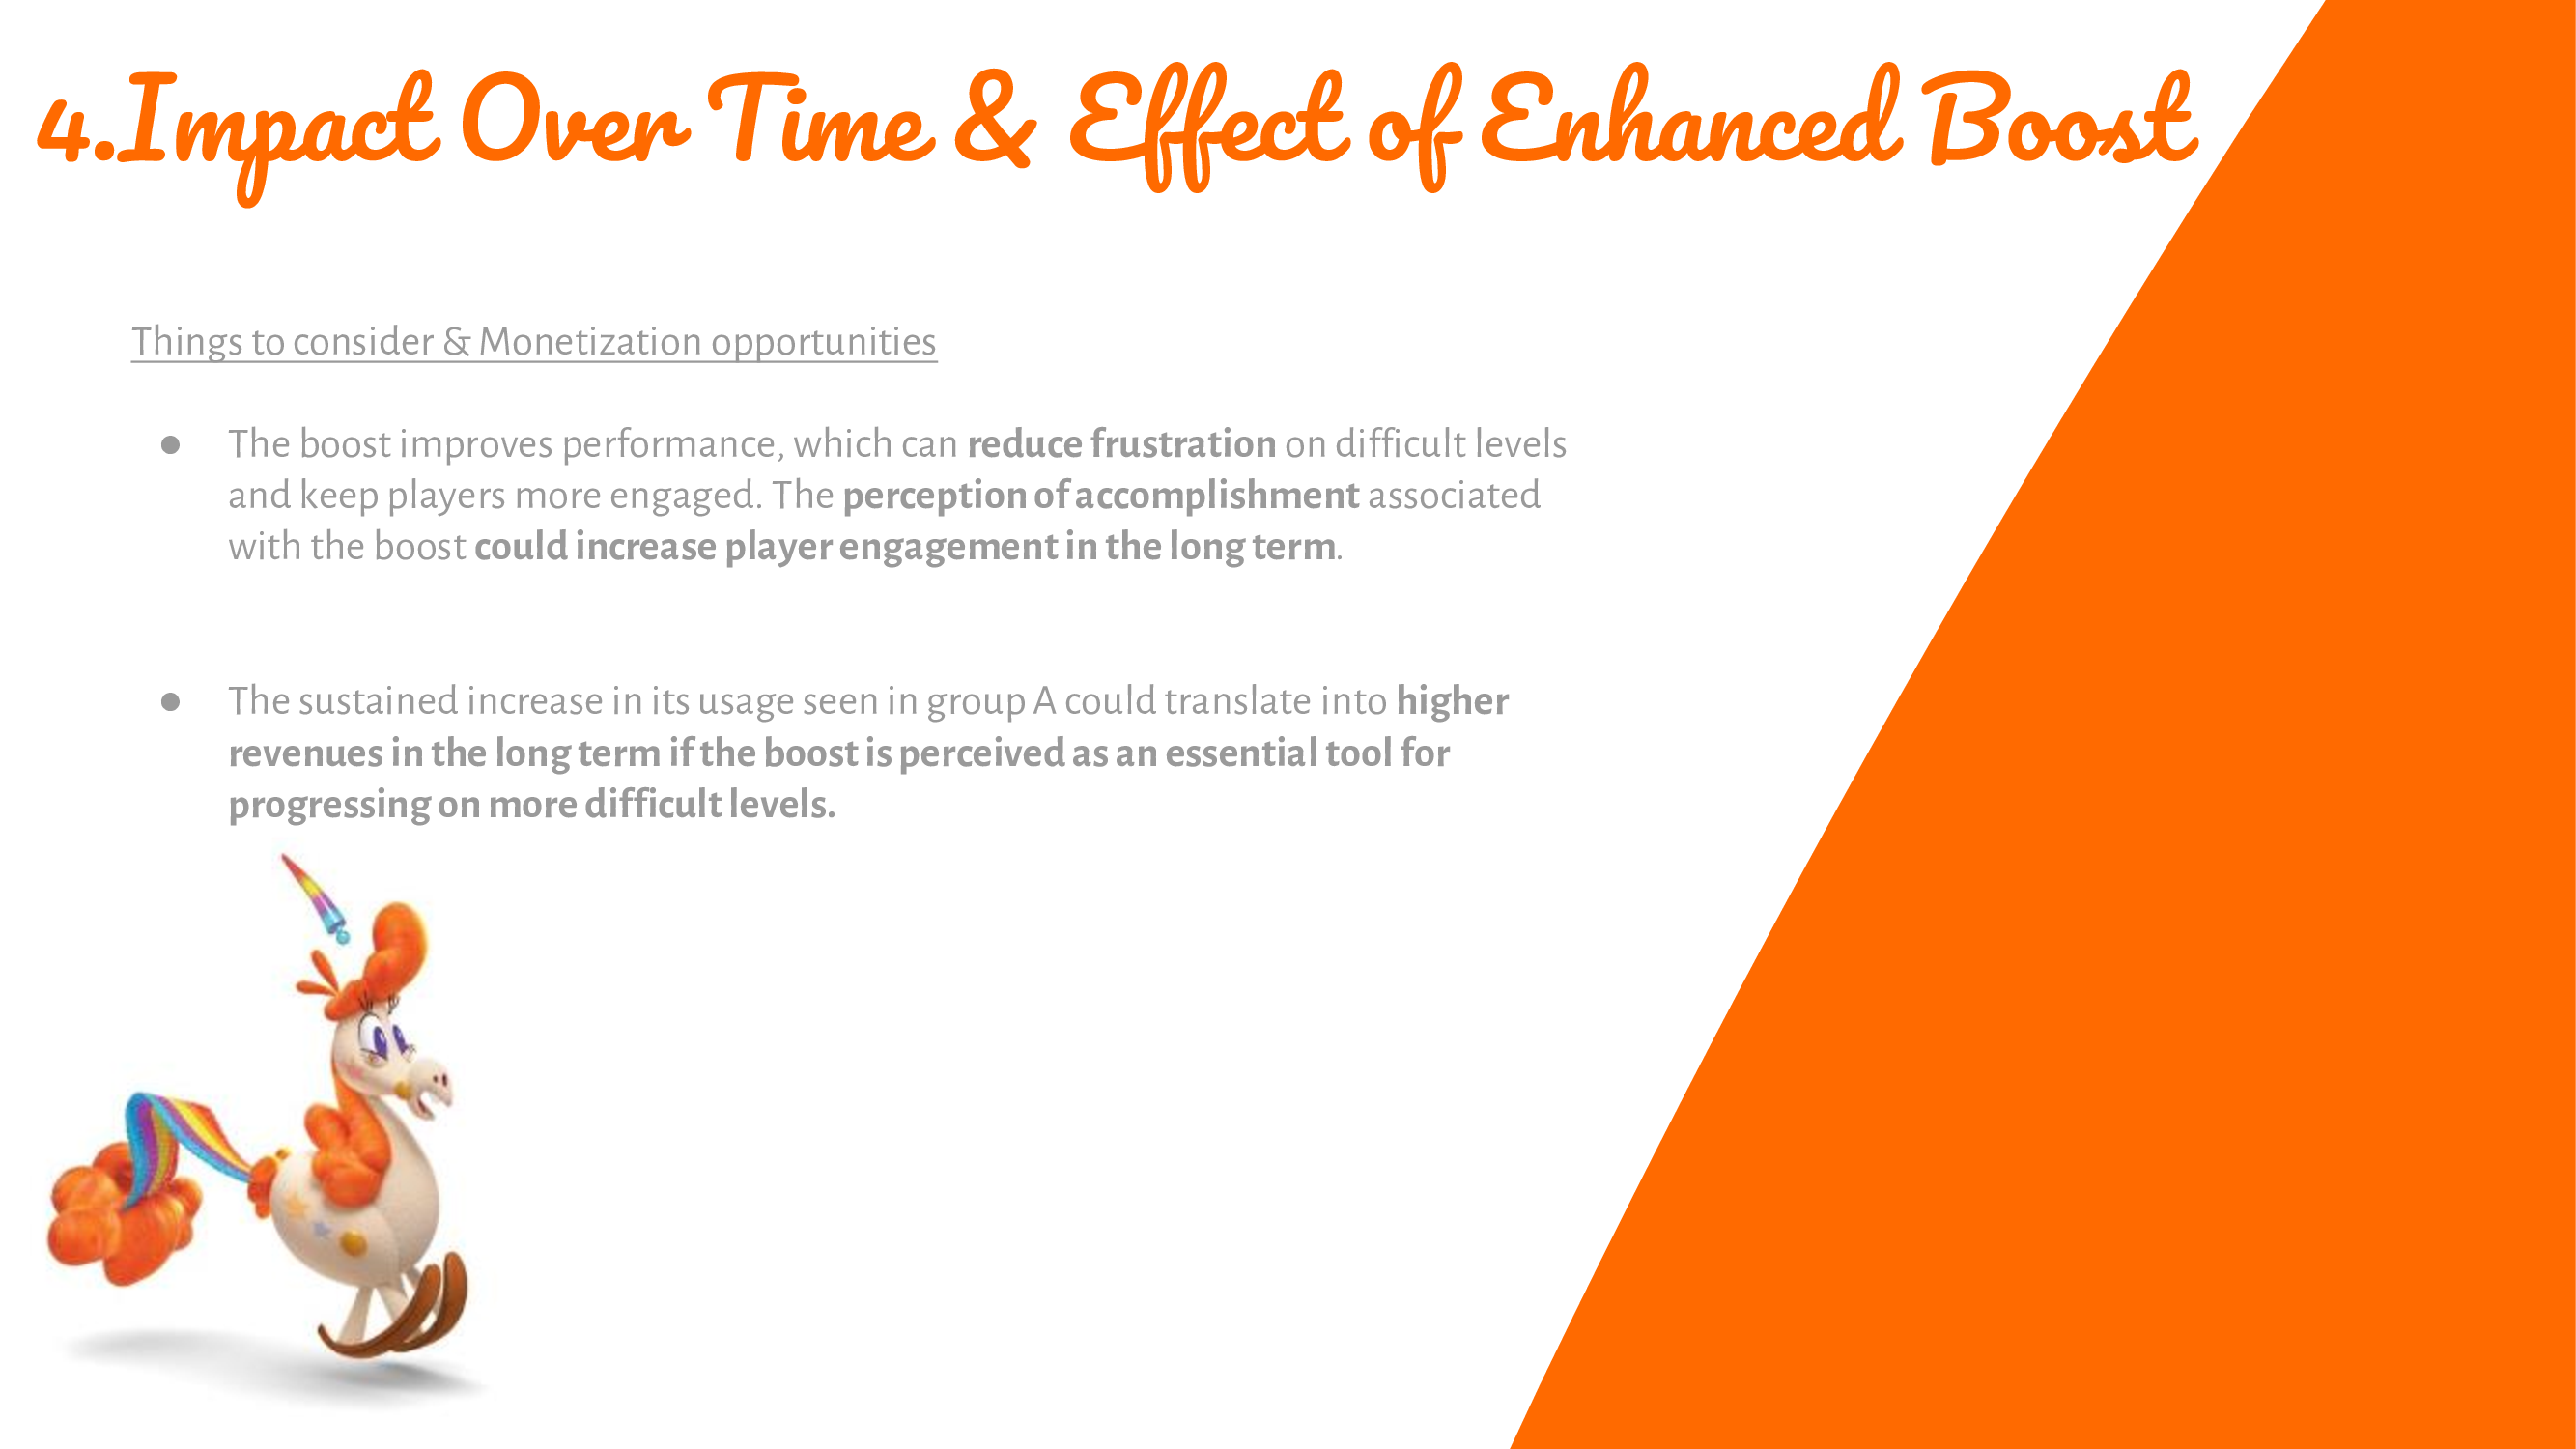 4.Impact Over Time & Effect of Enhanced Boost
Things to consider & Monetization opportunities
● The boost improves performance, which can reduce frustration on difficult levels
and keep players more engaged. The perception of accomplishment associated
with the boost could increase player engagement in the long term.
● The sustained increase in its usage seen in group A could translate into higher
revenues in the long term if the boost is perceived as an essential tool for
progressing on more difficult levels.